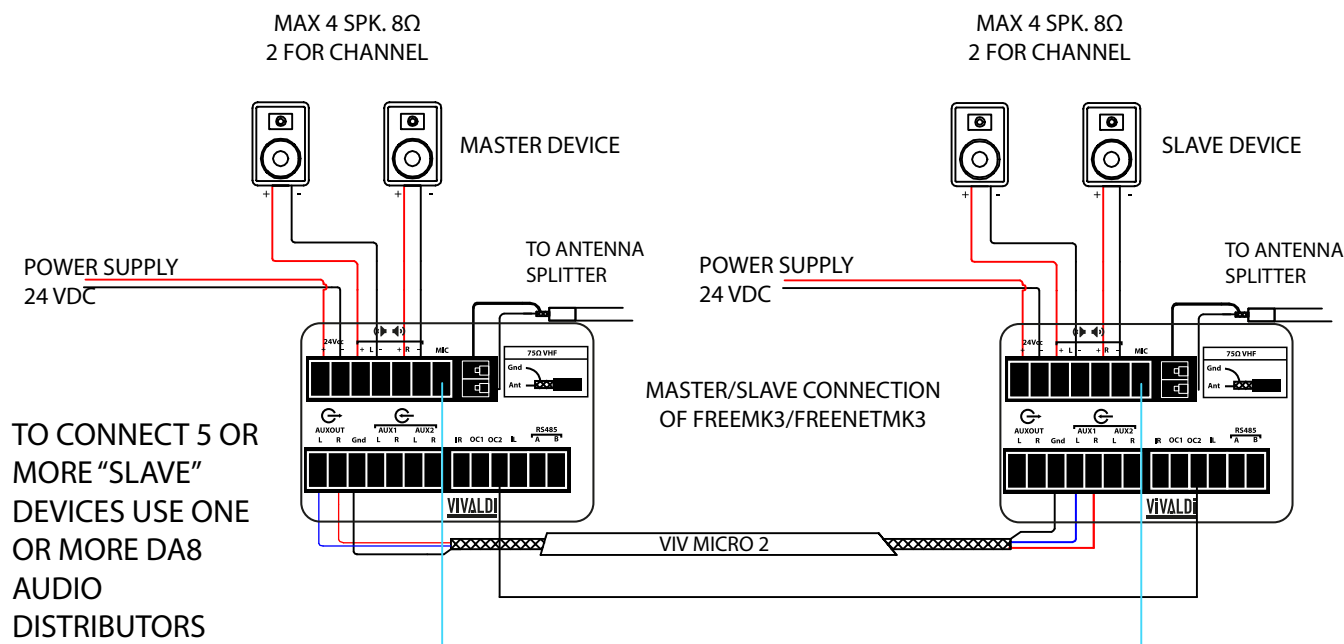 MAX 4 SPK. 8Ω
2 FOR CHANNEL
MAX 4 SPK. 8Ω
2 FOR CHANNEL
MASTER DEVICE
SLAVE DEVICE
+ - + -
+ - + -
TO ANTENNA
SPLITTER
TO ANTENNA
SPLITTER
POWER SUPPLY
24 VDC
POWER SUPPLY
24 VDC
24Vcc
+ - + L - + R - MIC
75Ω VHF
Gnd
Ant
AUXOUT AUX1 AUX2 RS485
L R Gnd L R L R IR OC1 OC2 IL A B
VIVALDI
24Vcc
+ - + L - + R - MIC
75Ω VHF
Gnd
Ant
AUXOUT AUX1 AUX2 RS485
L R Gnd L R L R IR OC1 OC2 IL A B
ViVALDi
MASTER/SLAVE CONNECTION
OF FREEMK3/FREENETMK3
TO CONNECT 5 OR
MORE “SLAVE”
DEVICES USE ONE
OR MORE DA8
AUDIO
DISTRIBUTORS
VIV MICRO 2